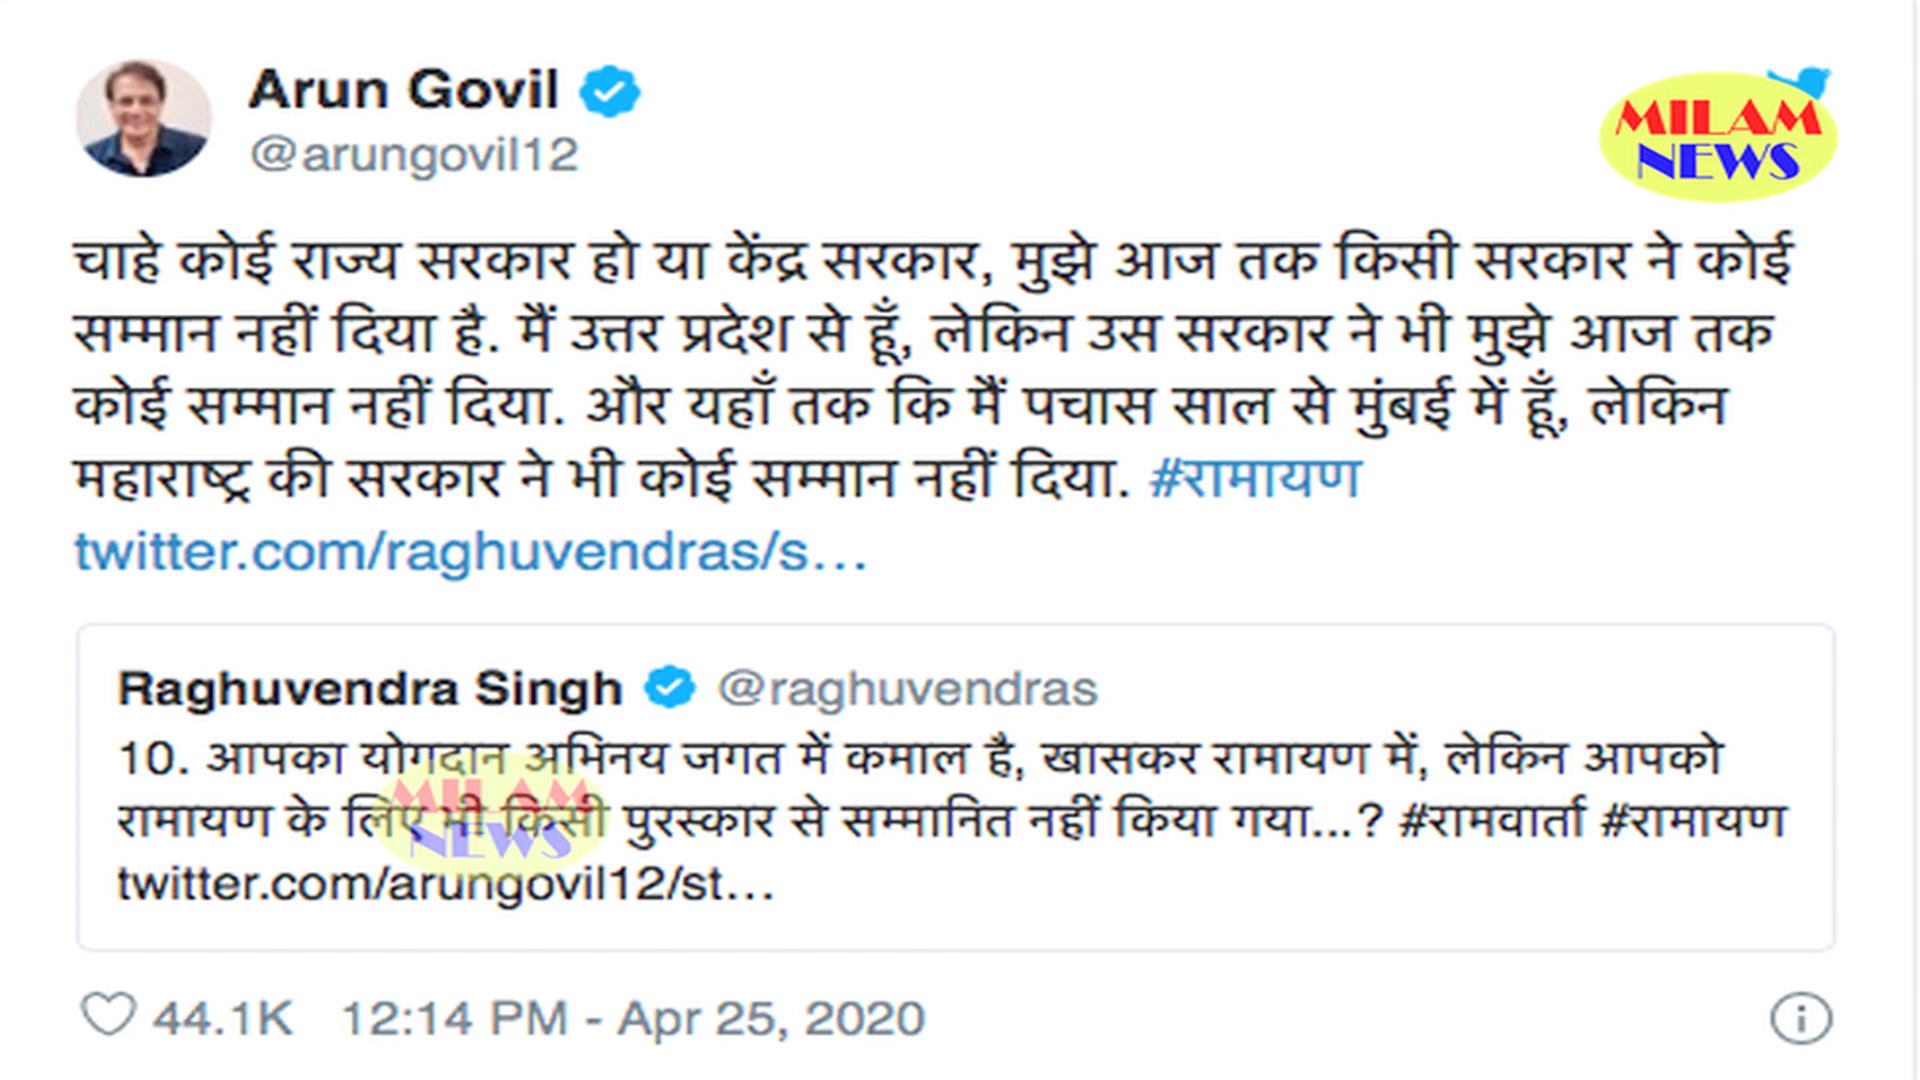 Arun Govil
@arungovil12
MILAM
NEWS
चाहे कोई राज्य सरकार हो या केंद्र सरकार, मुझे आज तक किसी सरकार ने कोई
सम्मान नहीं दिया है. मैं उत्तर प्रदेश से हूँ, लेकिन उस सरकार ने भी मुझे आज तक
कोई सम्मान नहीं दिया. और यहाँ तक कि मैं पचास साल से मुंबई में हूँ, लेकिन
महाराष्ट्र की सरकार ने भी कोई सम्मान नहीं दिया. #रामायण
twitter.com/raghuvendras/s…
Raghuvendra Singh @raghuvendras
10. आपका योगदान अभिनय जगत में कमाल है, खासकर रामायण में, लेकिन आपको
रामायण के लिए भी किसी पुरस्कार से सम्मानित नहीं किया गया...? #रामवार्ता #रामायण
twitter.com/arungovil12/st…
MILAM
NEWS
44.1K 12:14 PM - Apr 25, 2020